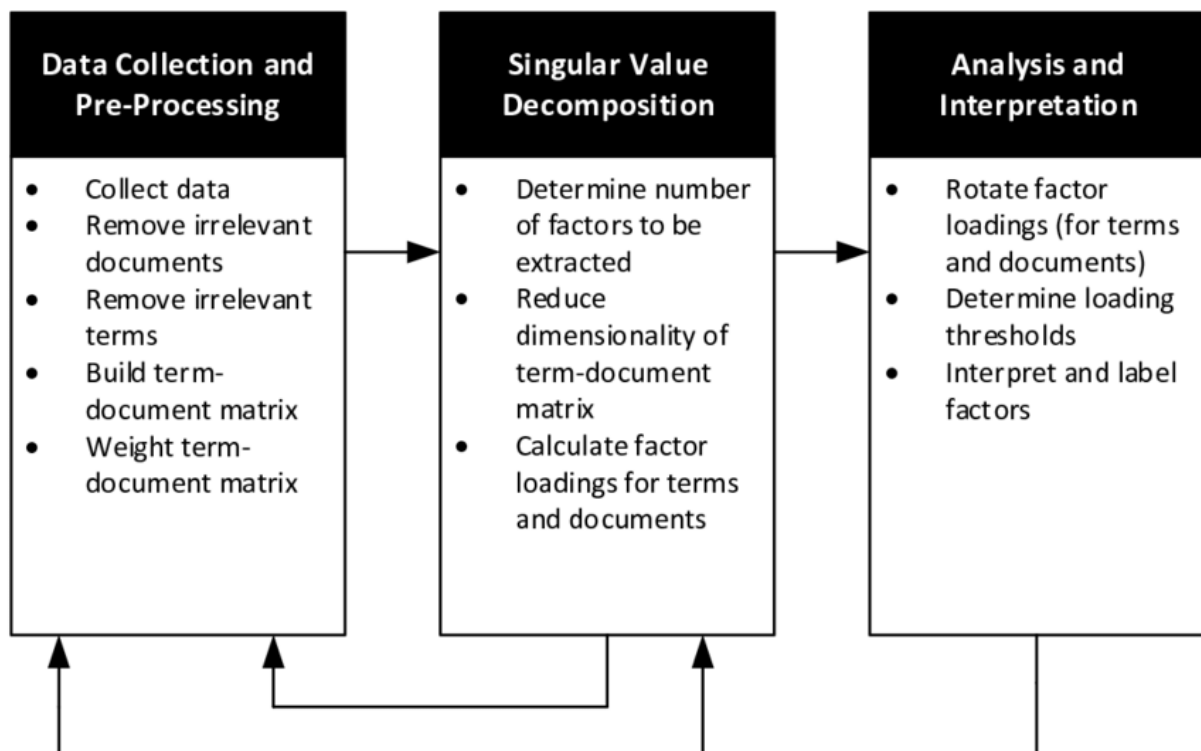 Data Collection and
Pre-Processing
• Collect data
• Remove irrelevant
documents
• Remove irrelevant
terms
• Build term-
document matrix
• Weight term-
document matrix
Singular Value
Decomposition
• Determine number
of factors to be
extracted
• Reduce
dimensionality of
term-document
matrix
• Calculate factor
loadings for terms
and documents
Analysis and
Interpretation
• Rotate factor
loadings (for terms
and documents)
• Determine loading
thresholds
• Interpret and label
factors